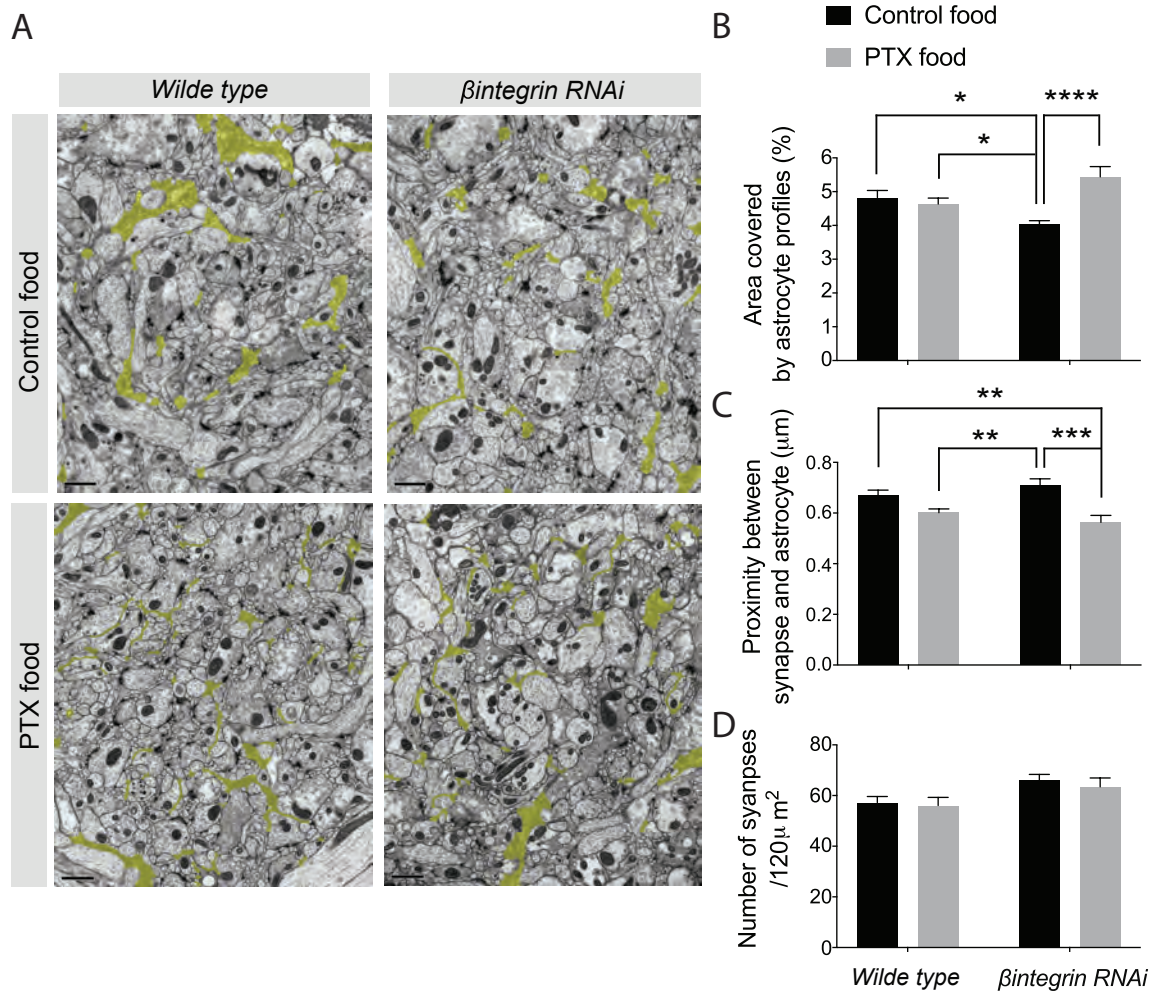 A
Wilde type
βintegrin RNAi
Control food
PTX food
B
Control food
PTX food
*
****
*
Area covered
by astrocyte profiles (%)
6
5
4
3
2
1
0
C
**
**
***
Proximity between
synapse and astrocyte (μm)
0.8
0.6
0.4
0.2
0.0
D
Number of syanpses
/120μ m2
80
60
40
20
0
Wilde type
βintegrin RNAi